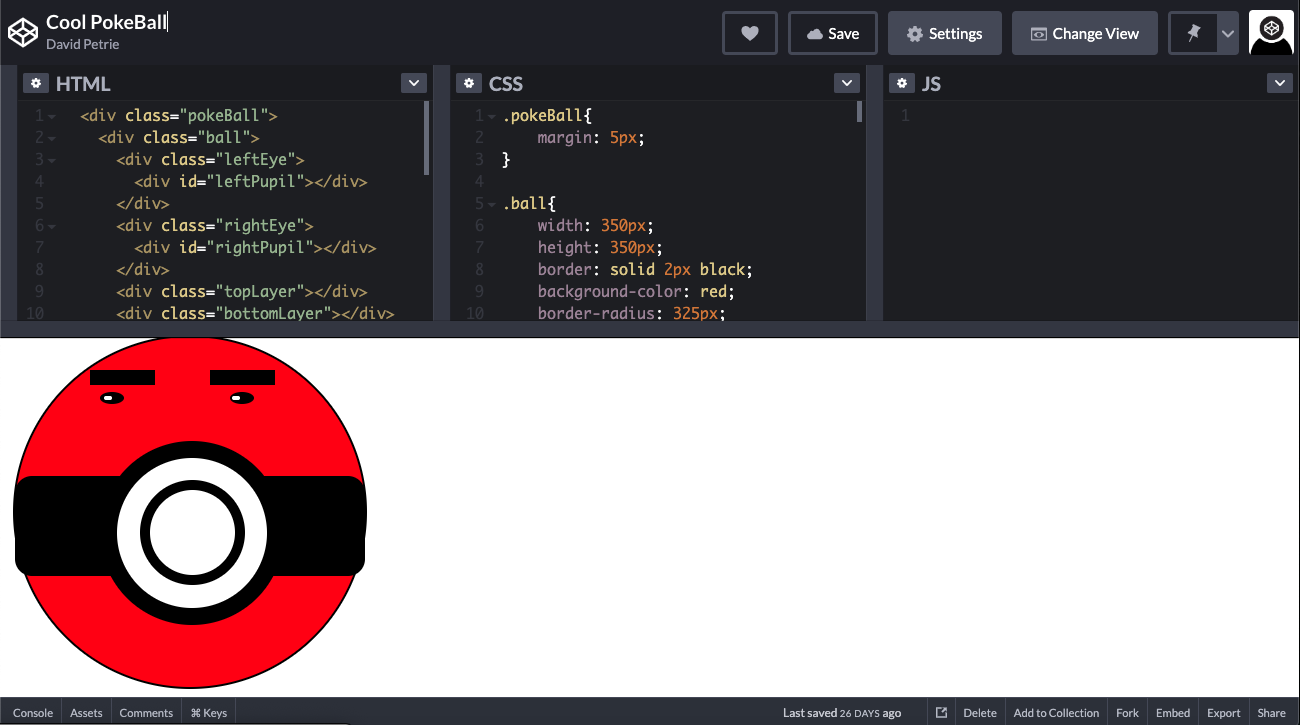 Cool PokeBall
David Petrie
Save
Settings
Change View
HTML
1 <div class="pokeBall">
2 <div class="ball">
3 <div class="leftEye">
4 <div id="leftPupil"></div>
5 </div>
6 <div class="rightEye">
7 <div id="rightPupil"></div>
8 </div>
9 <div class="topLayer"></div>
10 <div class="bottomLayer"></div>
CSS
1 .pokeBall{
2 margin: 5px;
3 }
4
5 .ball{
6 width: 350px;
7 height: 350px;
8 border: solid 2px black;
9 background-color: red;
10 border-radius: 325px;
JS
1
Console Assets Comments ⌘ Keys Last saved 26 DAYS ago Delete Add to Collection Fork Embed Export Share